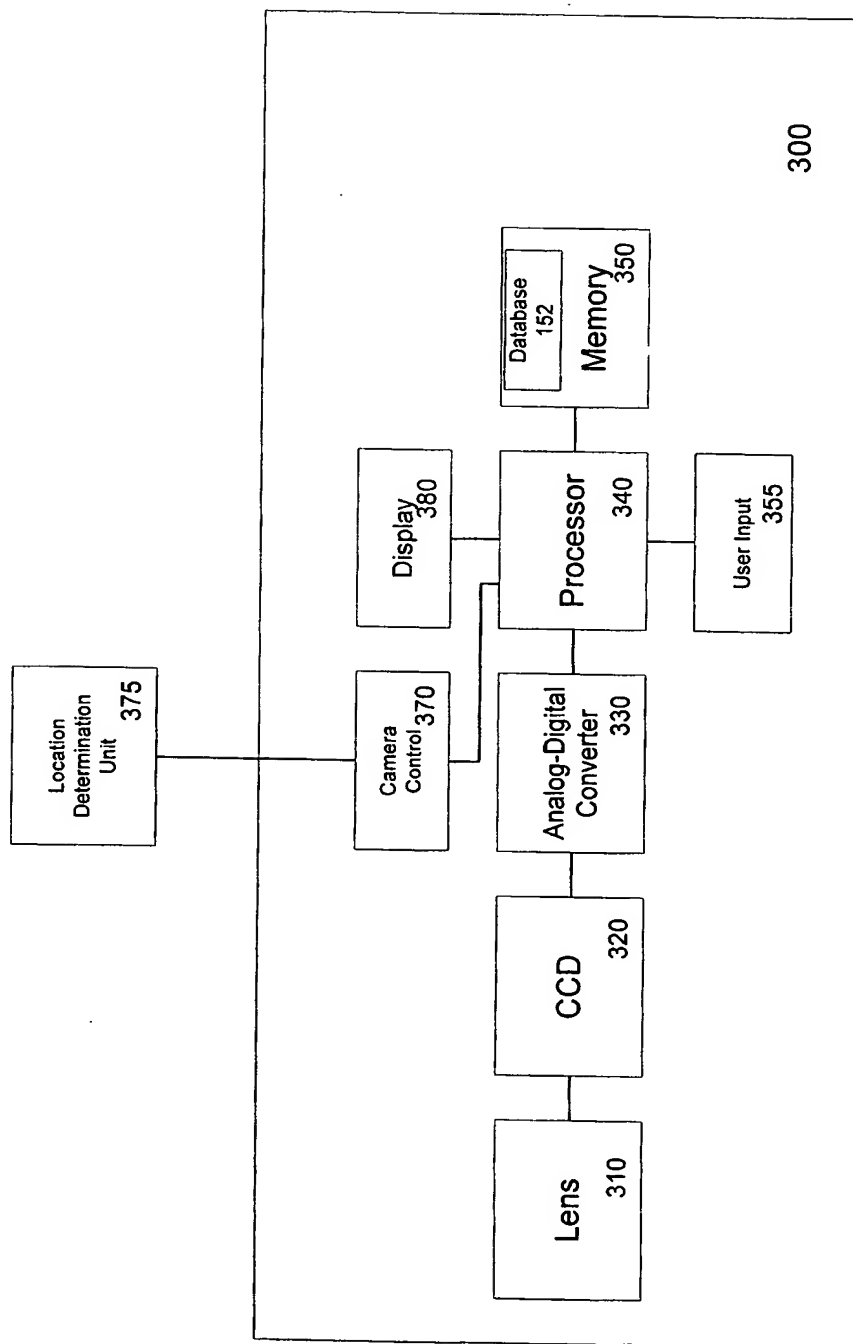 Location
Determination
Unit
375
Camera
Control
370
Display
380
Lens
310
CCD
320
Analog-Digital
Converter
330
Processor
340
Database
152
Memory
350
User Input
355
300